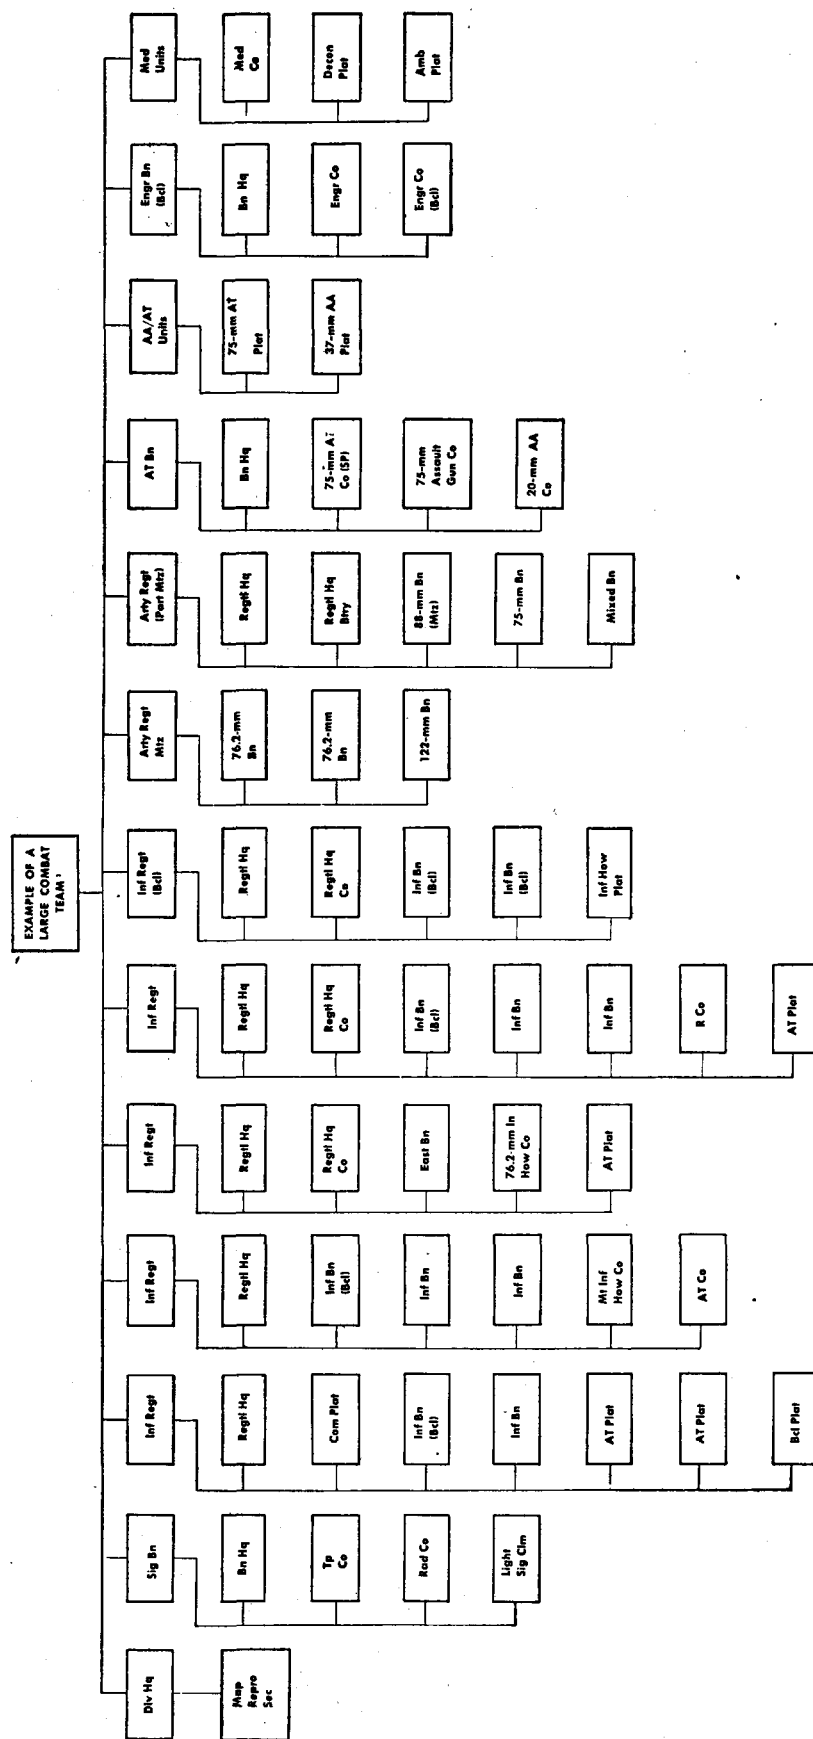 EXAMPLE OF A
LARGE COMBAT
TEAM ¹
Div Hq
Map
Repro
Sec
Sig Bn
Bn Hq
Tp
Co
Rad Co
Light
Sig Clm
Inf Regt
Regtl Hq
Com Plat
Inf Bn
(Bcl)
Inf Bn
AT Plat
AT Plat
Bcl Plat
Inf Regt
Regtl Hq
Inf Bn
(Bcl)
Inf Bn
Inf Bn
Mt Inf
How Co
AT Co
Inf Regt
Regtl Hq
Regtl Hq
Co
East Bn
76.2-mm In
How Co
AT Plat
Inf Regt
Regtl Hq
Regtl Hq
Co
Inf Bn
(Bcl)
Inf Bn
Inf Bn
R Co
AT Plat
Inf Regt
(Bcl)
Regtl Hq
Regtl Hq
Co
Inf Bn
(Bcl)
Inf Bn
(Bcl)
Inf How
Plat
Arty Regt
Mtz
76.2-mm
Bn
76.2-mm
Bn
122-mm Bn
Arty Regt
(Part Mtz)
Regtl Hq
Regtl Hq
Btry
88-mm Bn
(Mtz)
75-mm Bn
Mixed Bn
AT Bn
Bn Hq
75-mm AT
Co (SP)
75-mm
Assault
Gun Co
20-mm AA
Co
AA/AT
Units
75-mm AT
Plat
37-mm AA
Plat
Engr Bn
(Bcl)
Bn Hq
Engr Co
Engr Co
(Bcl)
Med
Units
Med
Co
Decon
Plat
Amb
Plat